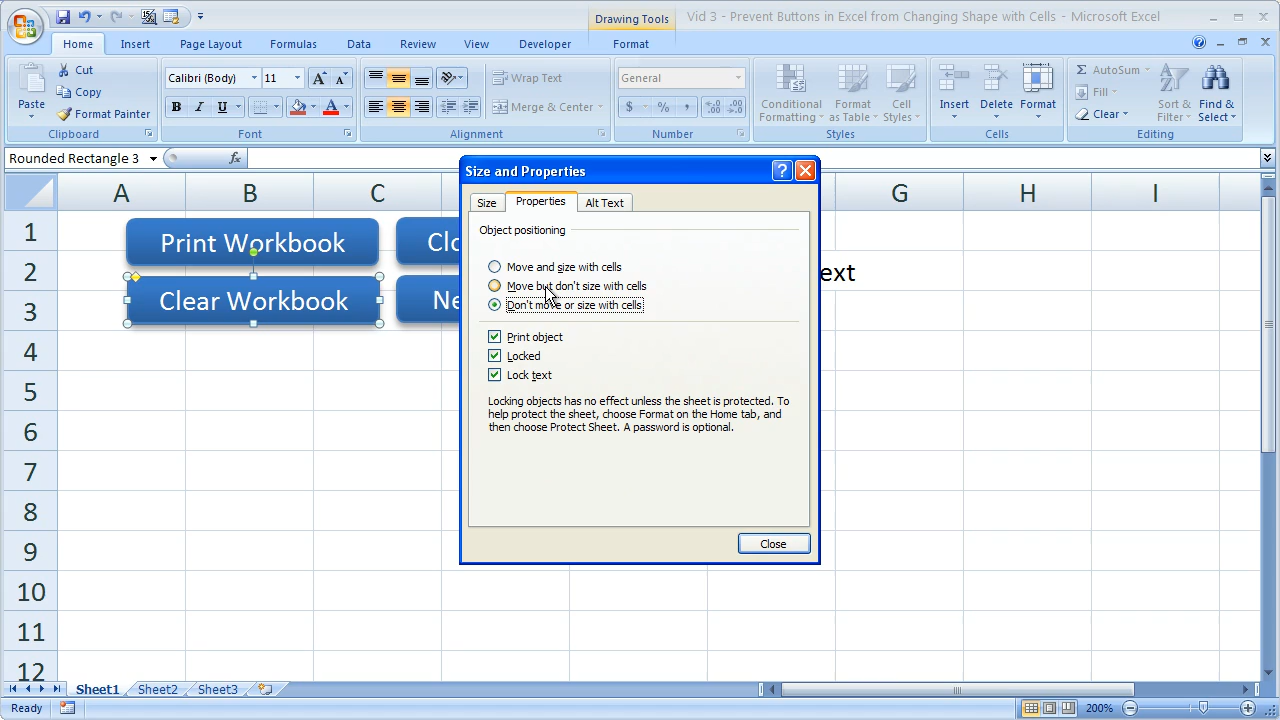 Drawing Tools
Vid 3 - Prevent Buttons in Excel from Changing Shape with Cells - Microsoft Excel
Home Insert Page Layout Formulas Data Review View Developer Format
Paste
Cut
Copy
Format Painter
Clipboard
Calibri (Body) 11
B I U
Font
Wrap Text
Merge & Center
Alignment
General
$ % ,
Number
Conditional Formatting
Format as Table
Cell Styles
Styles
Insert
Delete
Format
Cells
AutoSum
Fill
Clear
Sort & Filter
Find & Select
Editing
Rounded Rectangle 3
fx
A B C G H I
1
2
3
4
5
6
7
8
9
10
11
12
Print Workbook
Clo
Clear Workbook
Ne
ext
Size and Properties
Size Properties Alt Text
Object positioning
Move and size with cells
Move but don't size with cells
Don't move or size with cells
Print object
Locked
Lock text
Locking objects has no effect unless the sheet is protected. To
help protect the sheet, choose Format on the Home tab, and
then choose Protect Sheet. A password is optional.
Close
Sheet1 Sheet2 Sheet3
Ready
200%